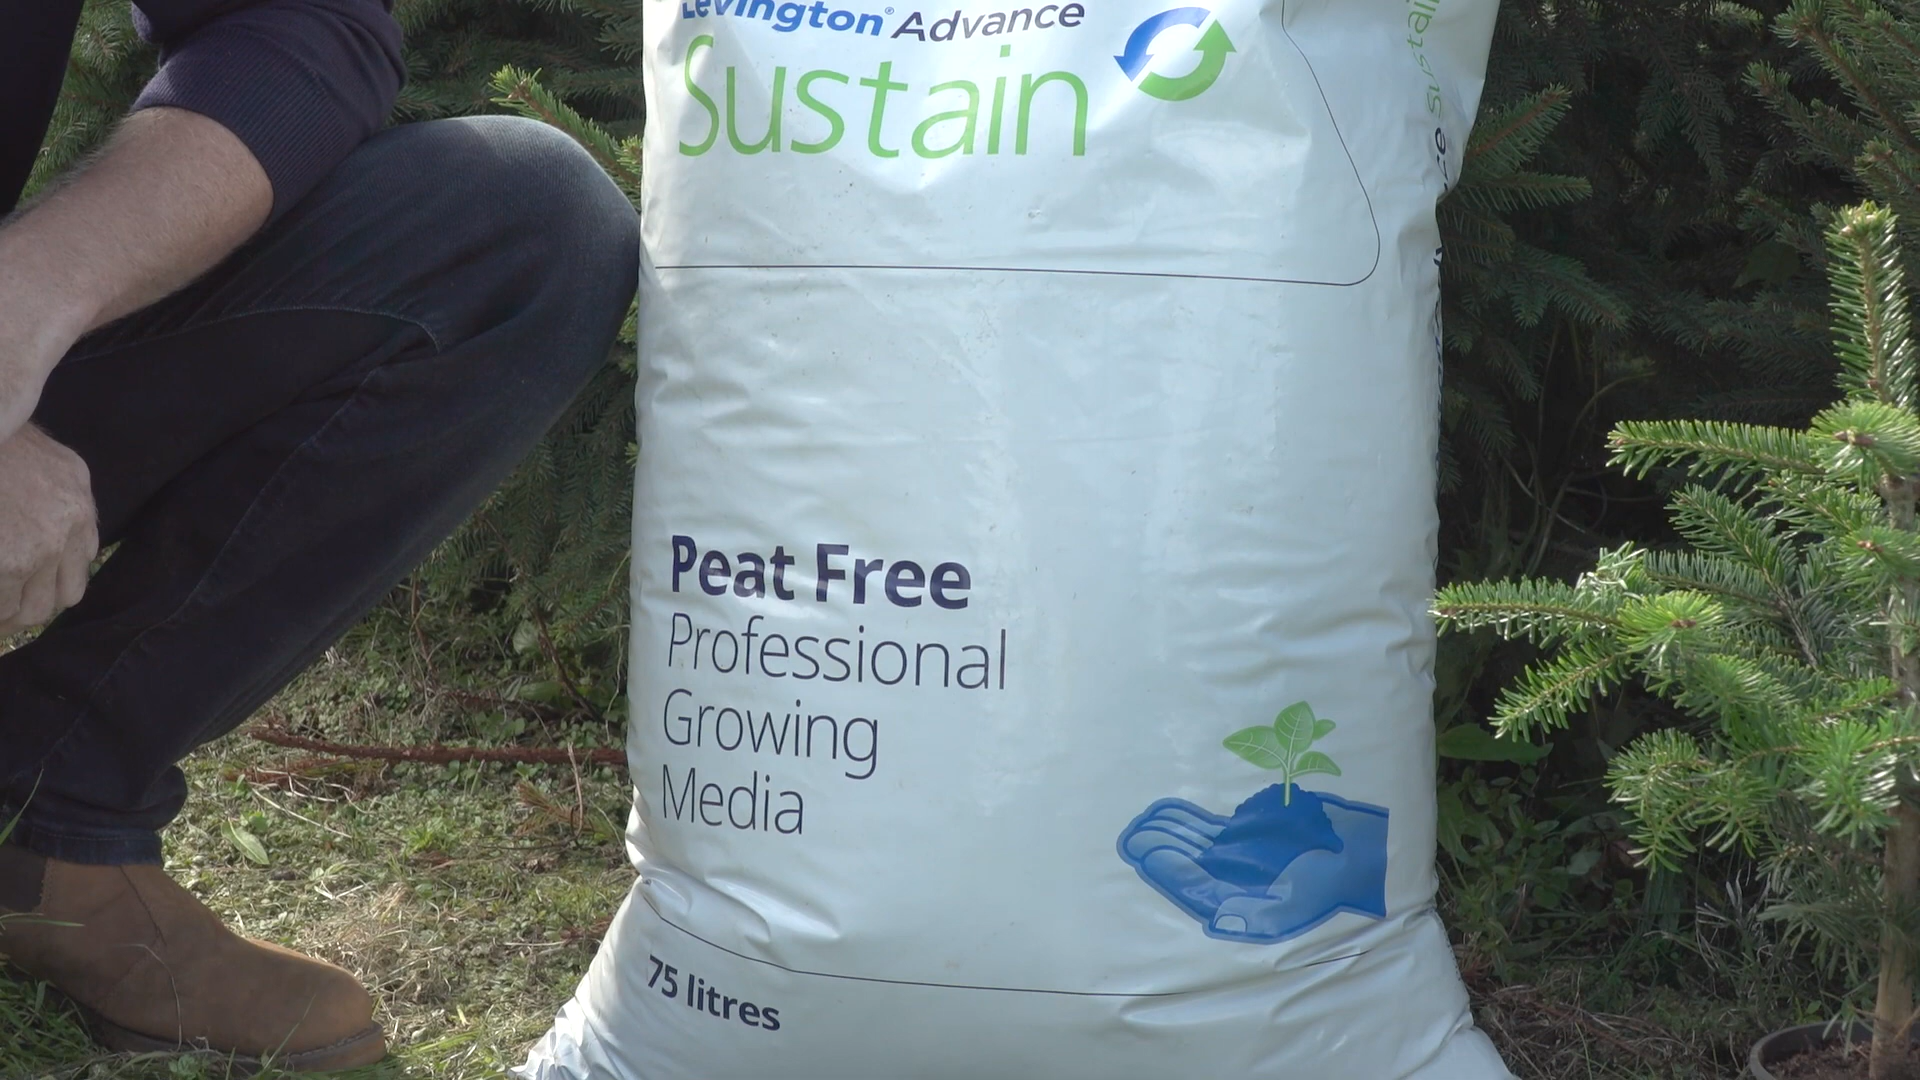 Levington® Advance
Sustain
Peat Free
Professional
Growing
Media
75 litres